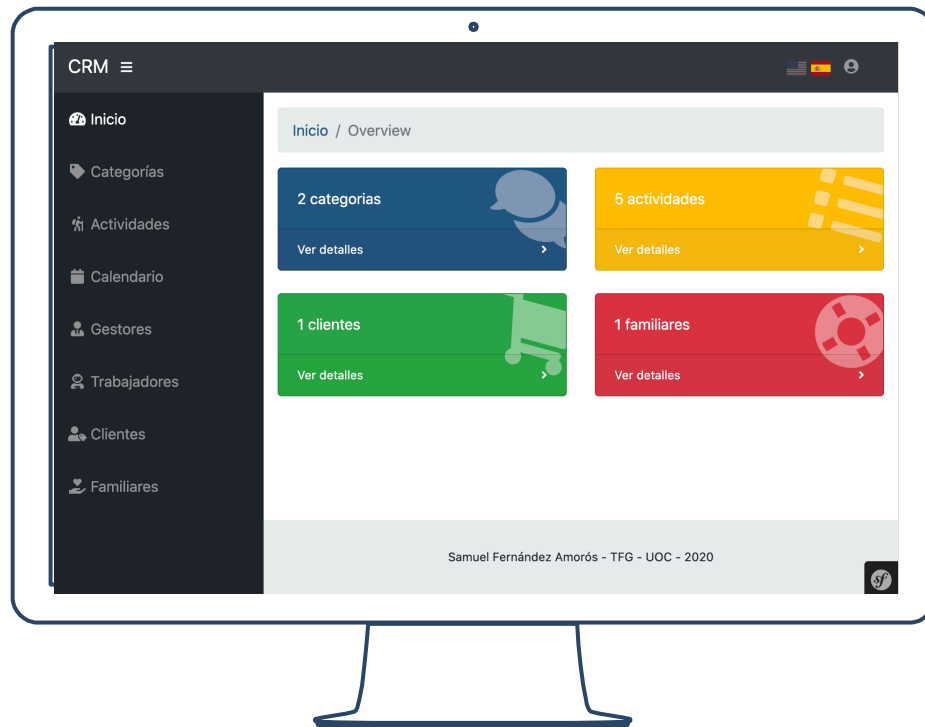 CRM
Inicio
Categorías
Actividades
Calendario
Gestores
Trabajadores
Clientes
Familiares
Inicio / Overview
2 categorias
Ver detalles
5 actividades
Ver detalles
1 clientes
Ver detalles
1 familiares
Ver detalles
Samuel Fernández Amorós - TFG - UOC - 2020
sf